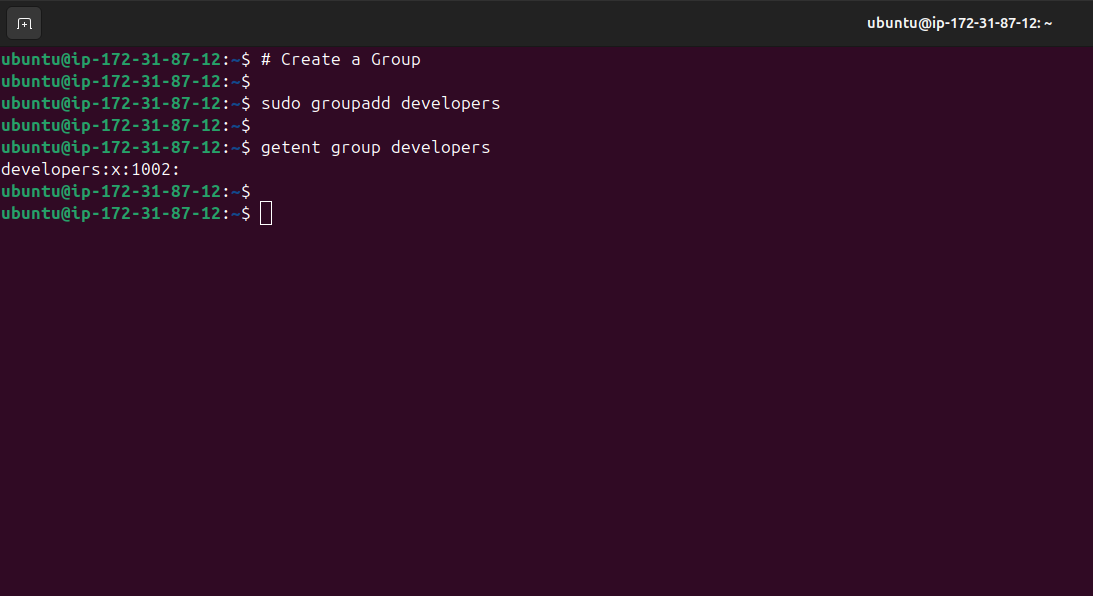 ubuntu@ip-172-31-87-12: ~
ubuntu@ip-172-31-87-12:~$ # Create a Group
ubuntu@ip-172-31-87-12:~$
ubuntu@ip-172-31-87-12:~$ sudo groupadd developers
ubuntu@ip-172-31-87-12:~$
ubuntu@ip-172-31-87-12:~$ getent group developers
developers:x:1002:
ubuntu@ip-172-31-87-12:~$
ubuntu@ip-172-31-87-12:~$